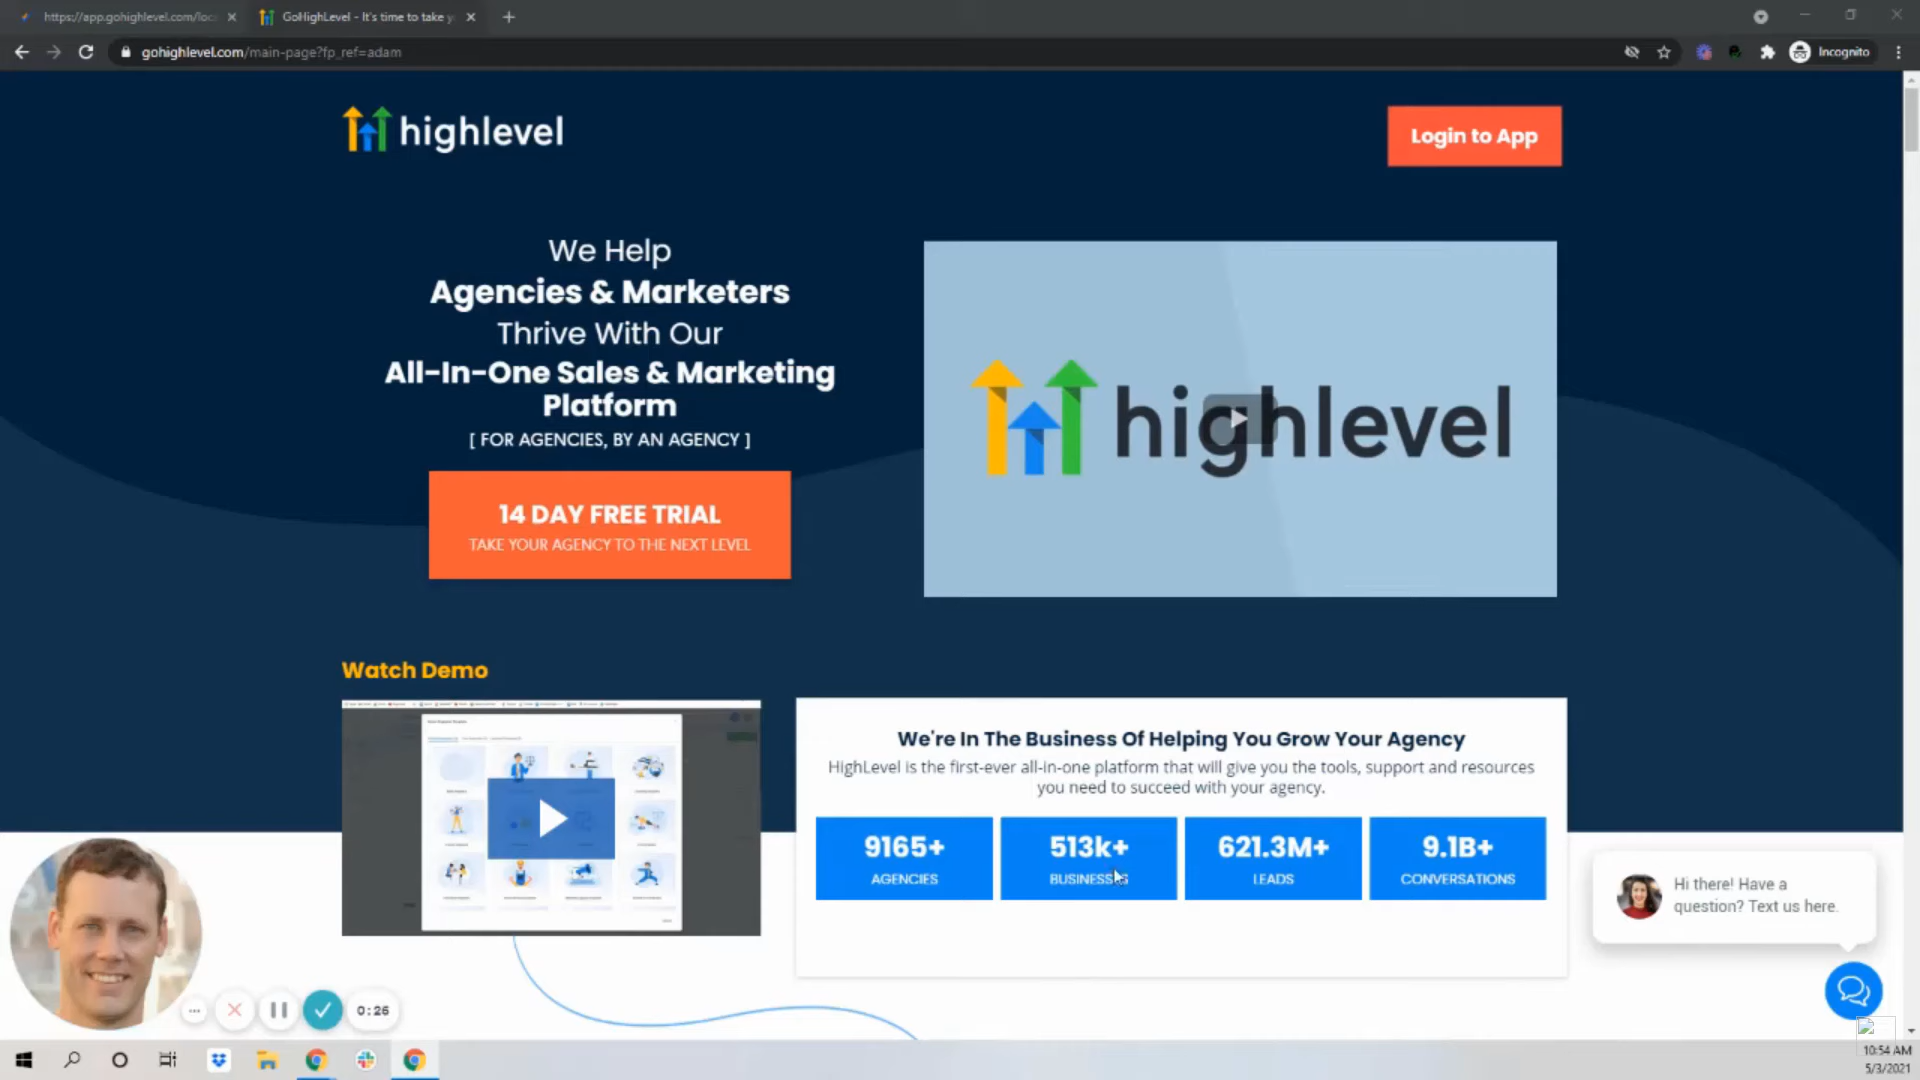 https://app.gohighlevel.com/loc
GoHighLevel - It's time to take y
gohighlevel.com/main-page?fp_ref=adam
Incognito
highlevel
Login to App
We Help
Agencies & Marketers
Thrive With Our
All-In-One Sales & Marketing
Platform
[ FOR AGENCIES, BY AN AGENCY ]
14 DAY FREE TRIAL
TAKE YOUR AGENCY TO THE NEXT LEVEL
highlevel
Watch Demo
We're In The Business Of Helping You Grow Your Agency
HighLevel is the first-ever all-in-one platform that will give you the tools, support and resources
you need to succeed with your agency.
9165+
AGENCIES
513k+
BUSINESSES
621.3M+
LEADS
9.1B+
CONVERSATIONS
Hi there! Have a
question? Text us here.
0:26
10:54 AM
5/3/2021